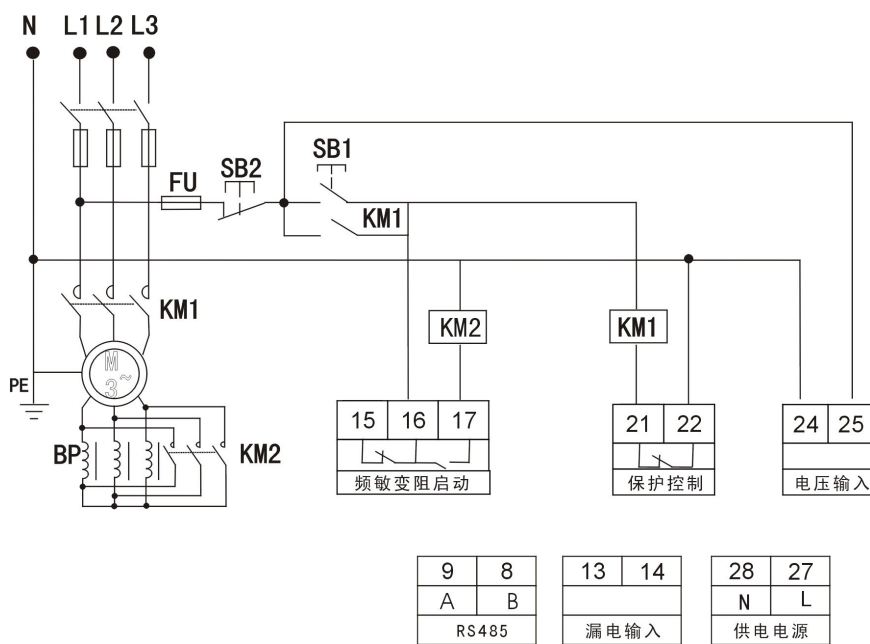 N L1 L2 L3
SB1
SB2
FU
KM1
KM1
KM2 KM1
M
3~
PE
15 16 17 21 22 24 25
BP KM2
频敏变阻启动 保护控制 电压输入
9 8 13 14 28 27
A B N L
RS485 漏电输入 供电电源